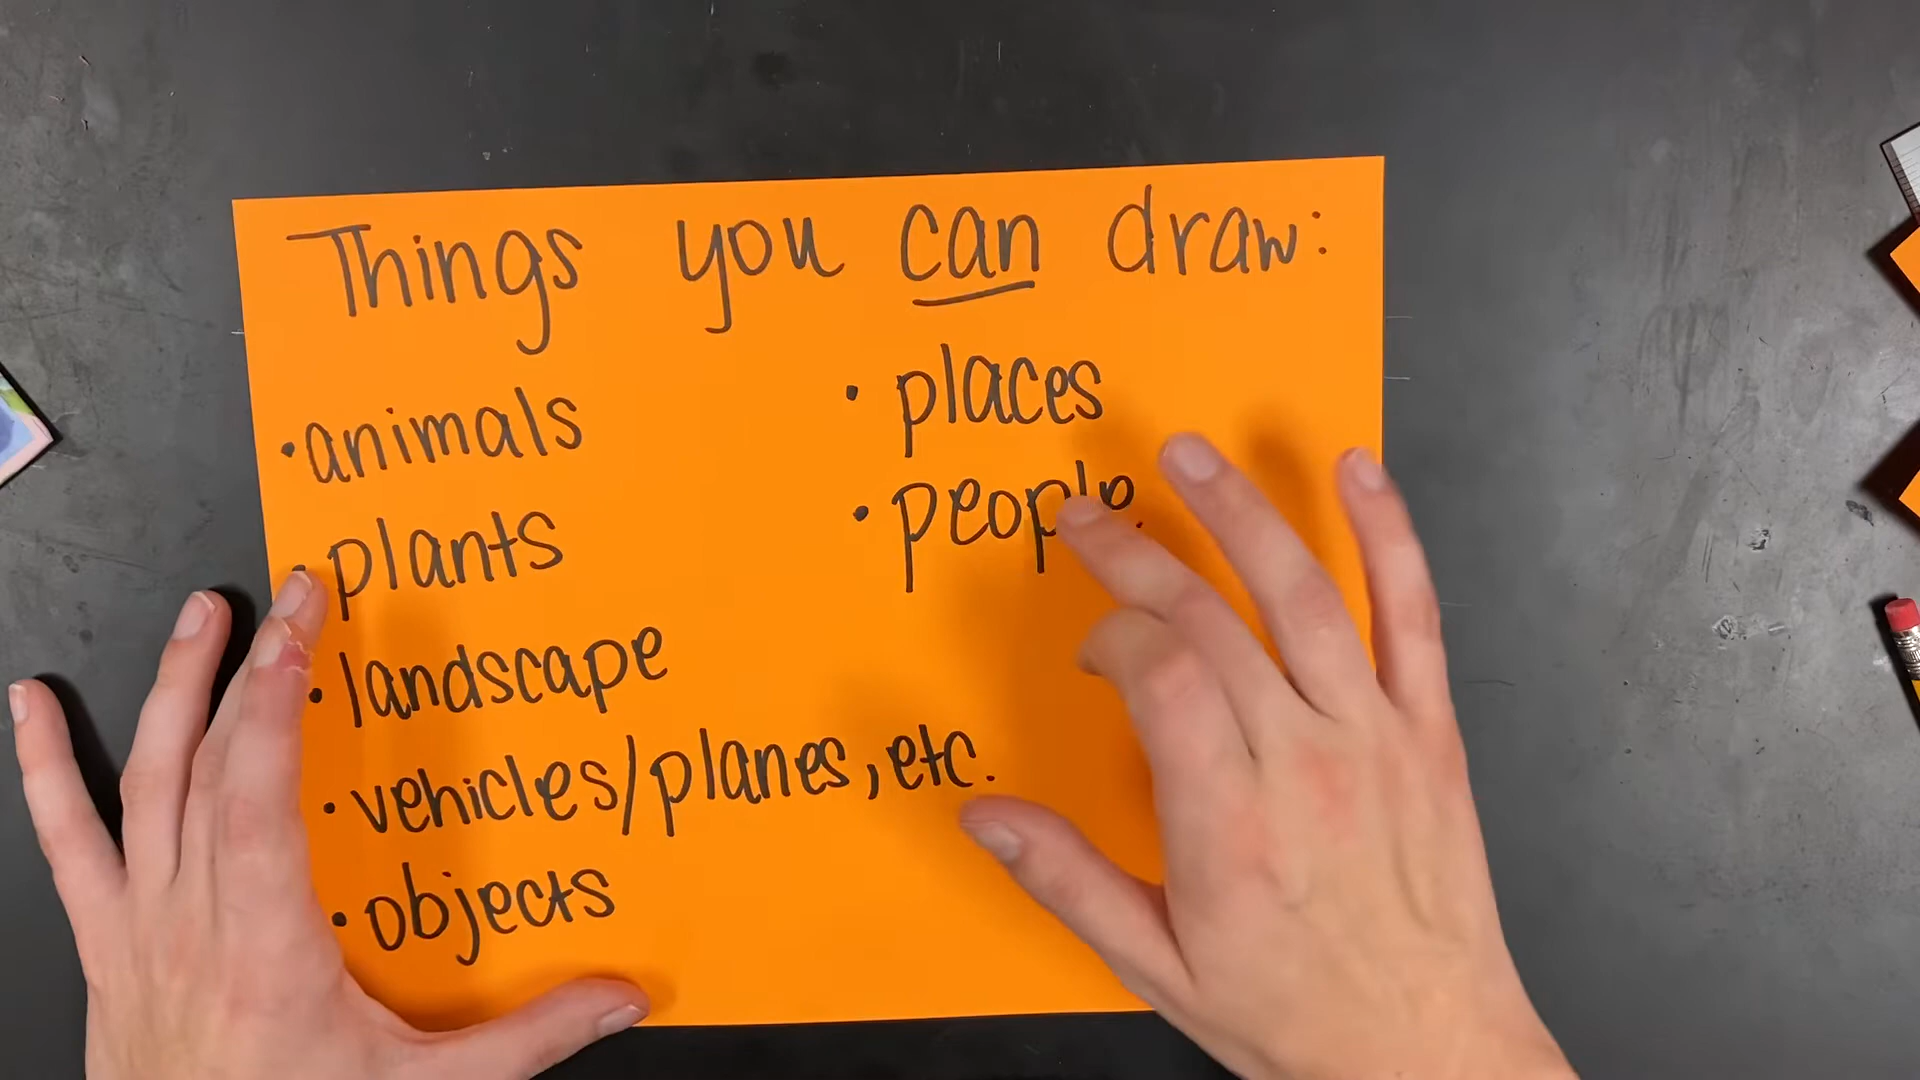 Things you can draw:
•animals
•plants
•landscape
•vehicles/planes, etc.
•objects
• places
• people